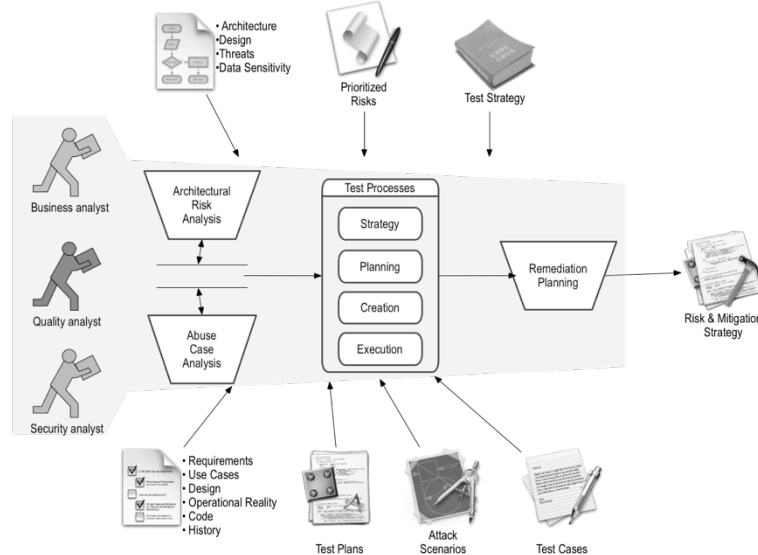 • Architecture
• Design
• Threats
• Data Sensitivity
Prioritized
Risks
Test Strategy
Business analyst
Quality analyst
Security analyst
Architectural
Risk
Analysis
Abuse
Case
Analysis
Test Processes
Strategy
Planning
Creation
Execution
Remediation
Planning
Risk & Mitigation
Strategy
• Requirements
• Use Cases
• Design
• Operational Reality
• Code
• History
Test Plans
Attack
Scenarios
Test Cases